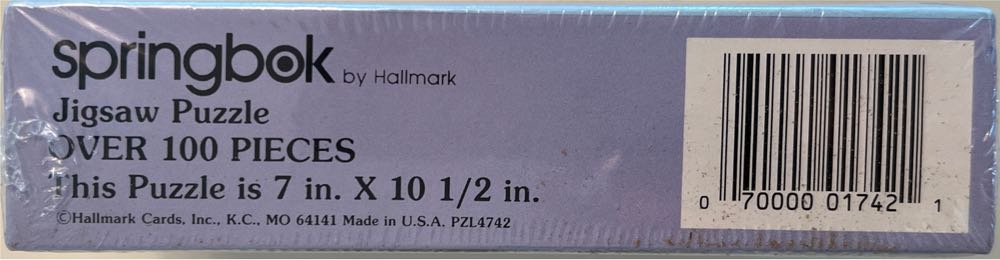 springbok by Hallmark
Jigsaw Puzzle
OVER 100 PIECES
This Puzzle is 7 in. X 10 1/2 in.
©Hallmark Cards, Inc., K.C., MO 64141 Made in U.S.A. PZL4742
0 70000 01742 1